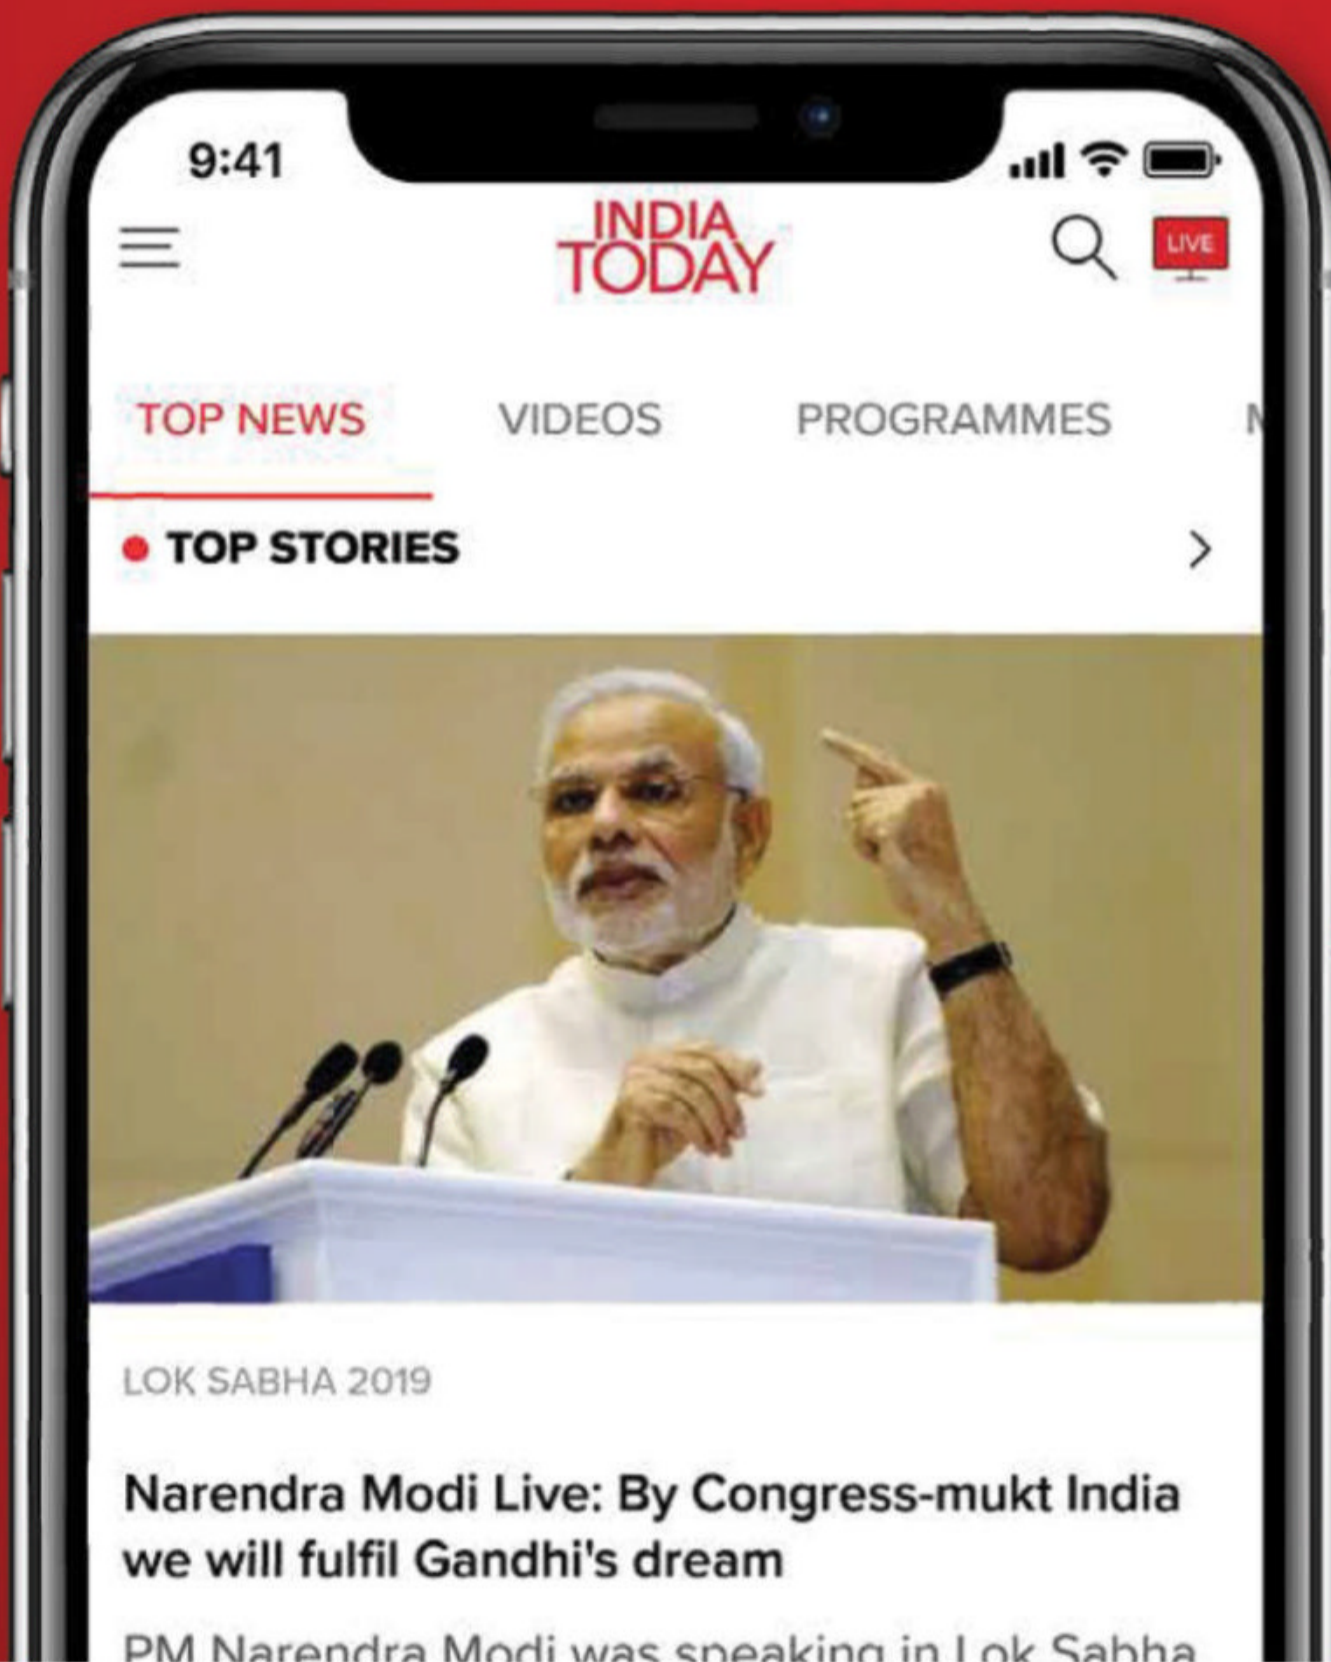 9:41
INDIA
TODAY
LIVE
TOP NEWS VIDEOS PROGRAMMES
TOP STORIES
LOK SABHA 2019
Narendra Modi Live: By Congress-mukt India
we will fulfil Gandhi's dream
PM Narendra Modi was speaking in Lok Sabha